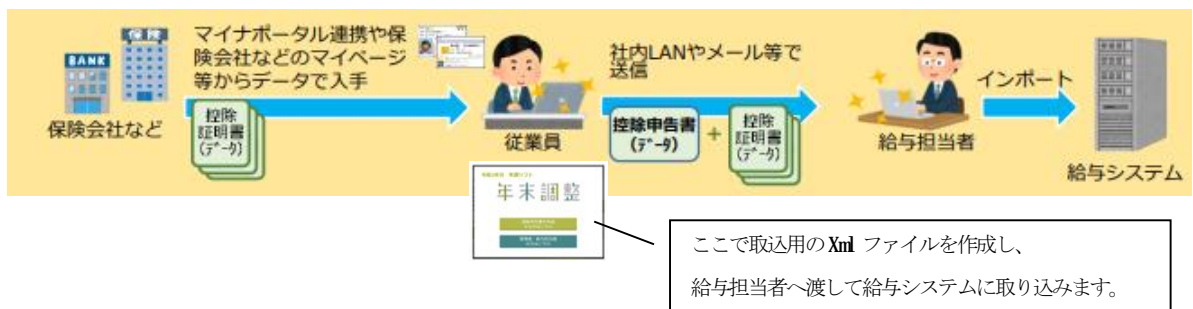 保険
BANK
保険会社など
マイナポータル連携や保
険会社などのマイページ
等からデータで入手
控除
証明書
(ﾃﾞｰﾀ)
従業員
社内LANやメール等で
送信
控除申告書
(ﾃﾞｰﾀ)
+
控除
証明書
(ﾃﾞｰﾀ)
給与担当者
インポート
給与システム
年末調整
ここで取込用の Xml ファイルを作成し、
給与担当者へ渡して給与システムに取り込みます。